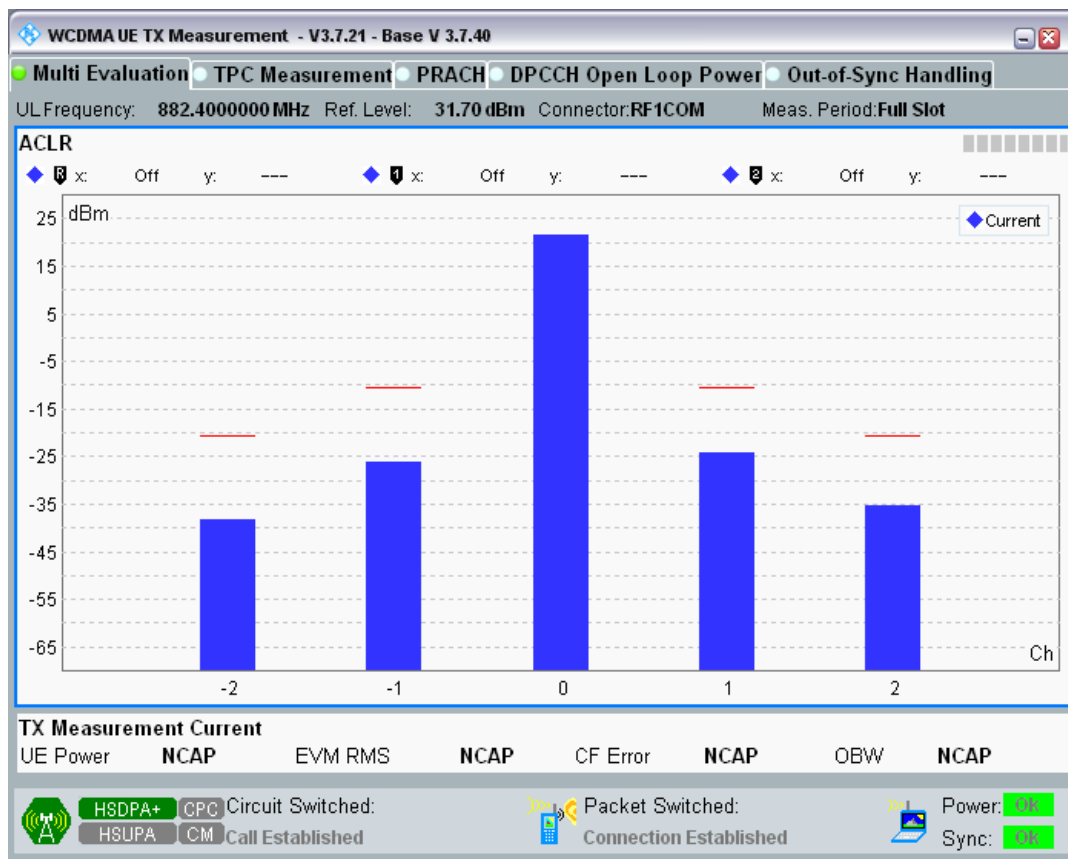 WCDMA UE TX Measurement - V3.7.21 - Base V 3.7.40
Multi Evaluation TPC Measurement PRACH DPCCH Open Loop Power Out-of-Sync Handling
UL Frequency: 882.4000000 MHz Ref. Level: 31.70 dBm Connector:RF1COM Meas. Period:Full Slot
ACLR
R x: Off y: --- 1 x: Off y: --- 2 x: Off y: ---
dBm
Current
25
15
5
-5
-15
-25
-35
-45
-55
-65
Ch
-2 -1 0 1 2
TX Measurement Current
UE Power NCAP EVM RMS NCAP CF Error NCAP OBW NCAP
HSDPA+ CPC Circuit Switched: Packet Switched: Power: OK
HSUPA CM Call Established Connection Established Sync: OK